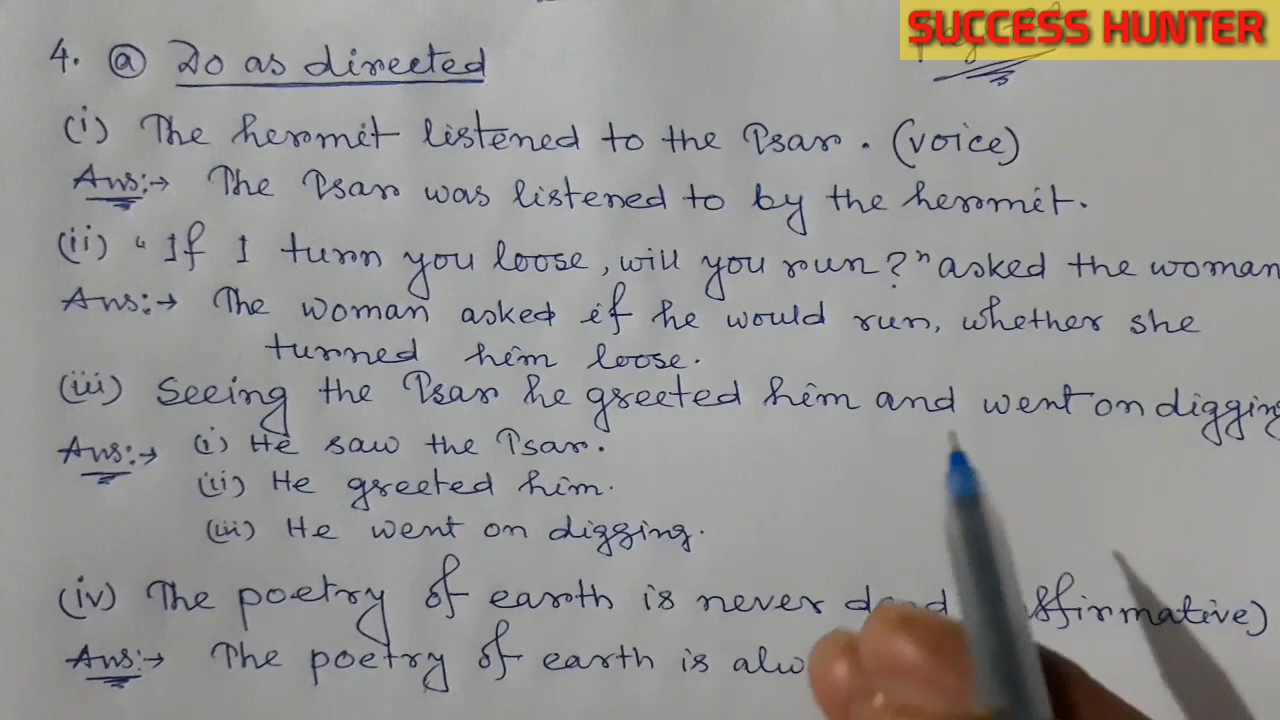 SUCCESS HUNTER
4. (a) Do as directed
(i) The hermit listened to the Tsar. (voice)
Ans:→ The Tsar was listened to by the hermit.
(ii) "If I turn you loose, will you run?" asked the woman
Ans:→ The woman asked if he would run, whether she
turned him loose.
(iii) Seeing the Tsar he greeted him and went on digging
Ans:→ (i) He saw the Tsar.
(ii) He greeted him.
(iii) He went on digging.
(iv) The poetry of earth is never
Ans:→ The poetry of earth is